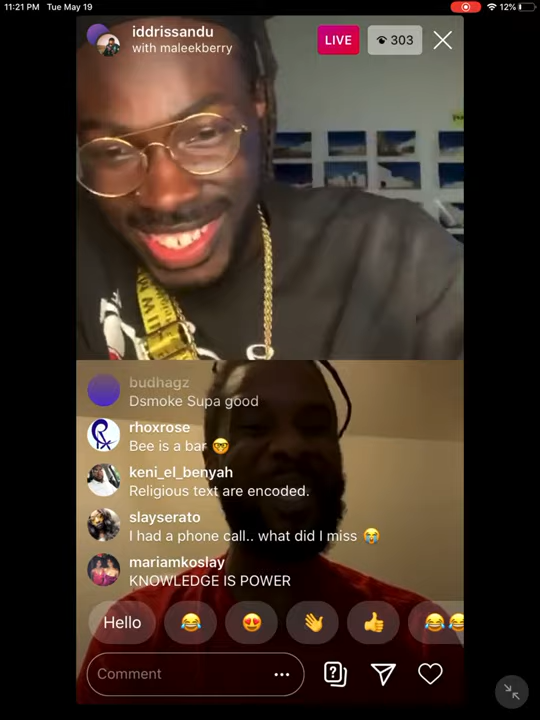 11:21 PM Tue May 19
12%
iddrissandu
with maleekberry
LIVE
303
budhagz
Dsmoke Supa good
rhoxrose
Bee is a bar 🤓
keni_el_benyah
Religious text are encoded.
slayserato
I had a phone call.. what did I miss 😭
mariamkoslay
KNOWLEDGE IS POWER
Hello 😂 😍 👋 👍 😂😂
Comment ...